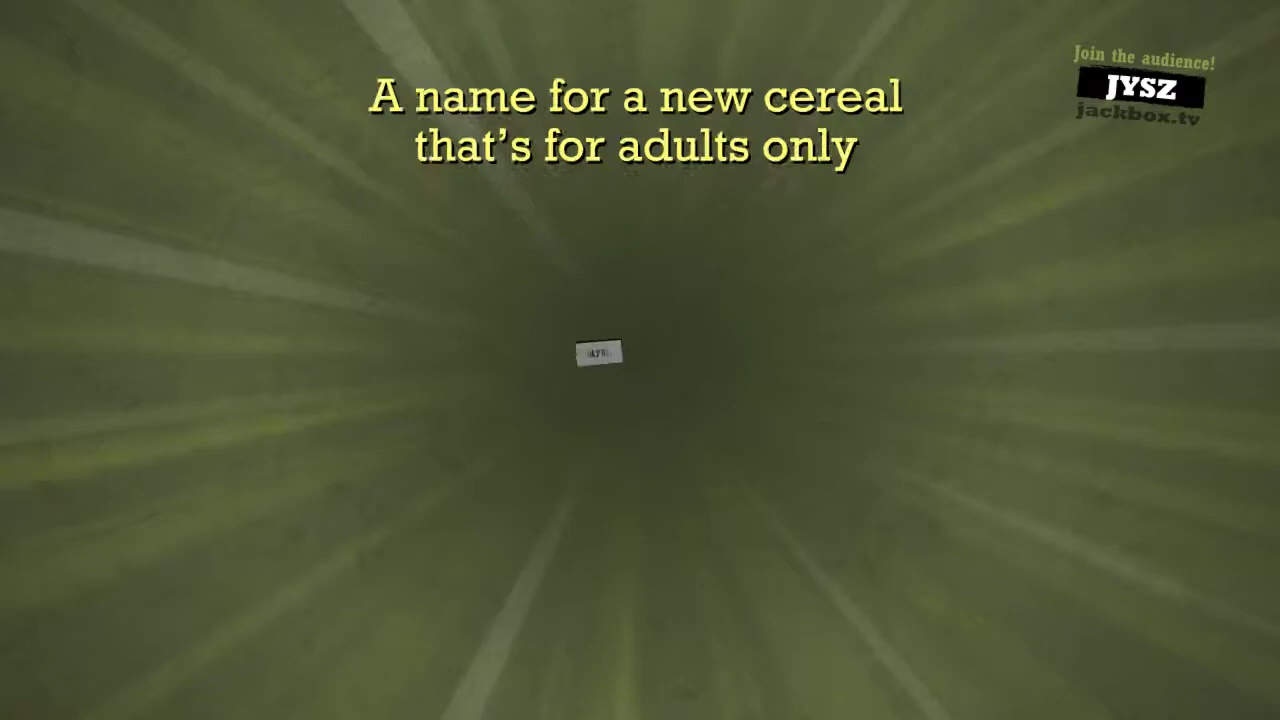 Join the audience!
JYSZ
jackbox.tv
A name for a new cereal
that's for adults only